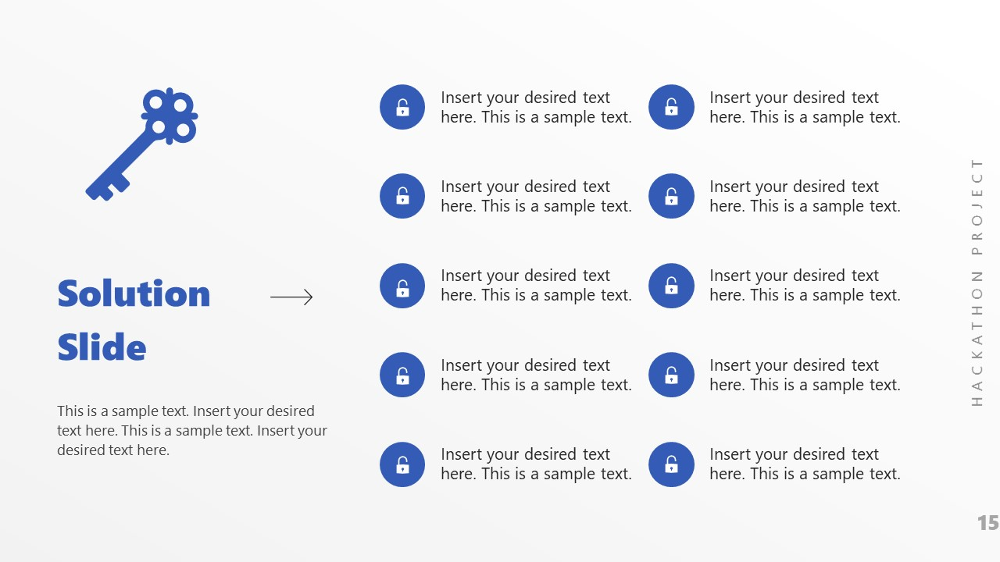 Solution
Slide
This is a sample text. Insert your desired
text here. This is a sample text. Insert your
desired text here.
Insert your desired text
here. This is a sample text.
Insert your desired text
here. This is a sample text.
Insert your desired text
here. This is a sample text.
Insert your desired text
here. This is a sample text.
Insert your desired text
here. This is a sample text.
Insert your desired text
here. This is a sample text.
Insert your desired text
here. This is a sample text.
Insert your desired text
here. This is a sample text.
Insert your desired text
here. This is a sample text.
Insert your desired text
here. This is a sample text.
HACKATHON PROJECT
15